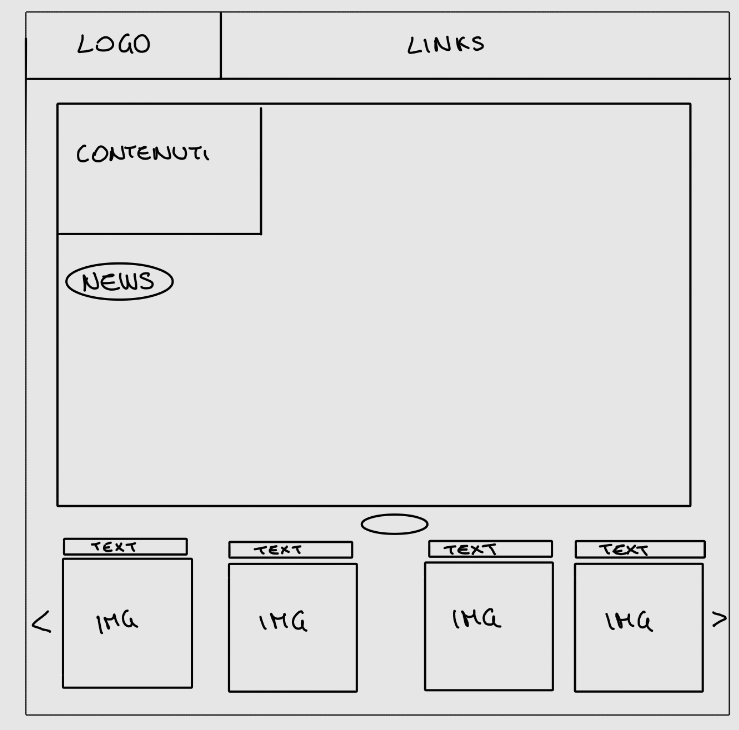 LOGO
LINKS
CONTENUTI
NEWS
TEXT
TEXT
TEXT
TEXT
<
IMG
IMG
IMG
IMG
>